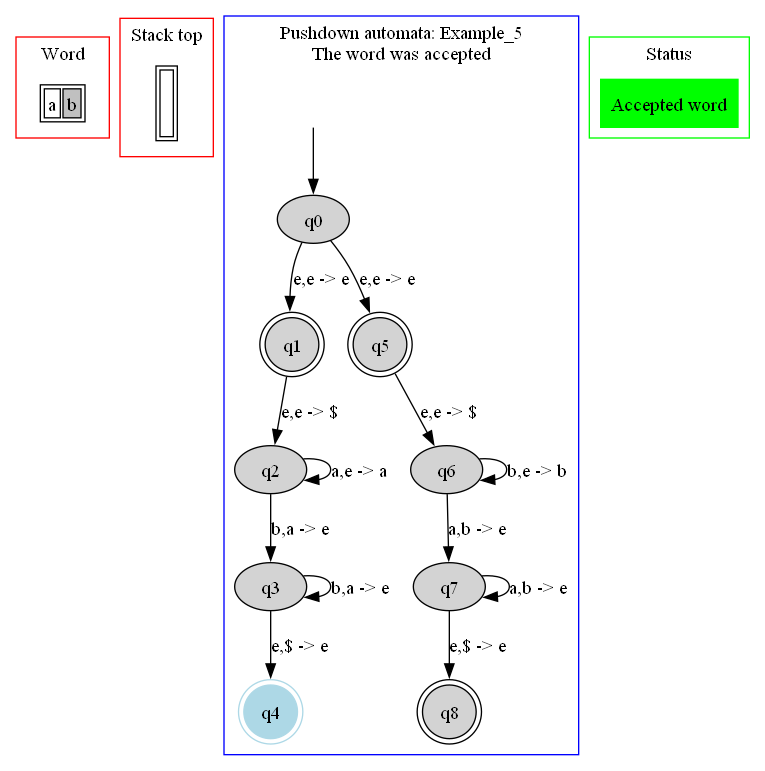 Word
a b
Stack top
Pushdown automata: Example_5
The word was accepted
Status
Accepted word
q0
e,e -> e e,e -> e
q1 q5
e,e -> $ e,e -> $
q2 a,e -> a q6 b,e -> b
b,a -> e a,b -> e
q3 b,a -> e q7 a,b -> e
e,$ -> e e,$ -> e
q4 q8